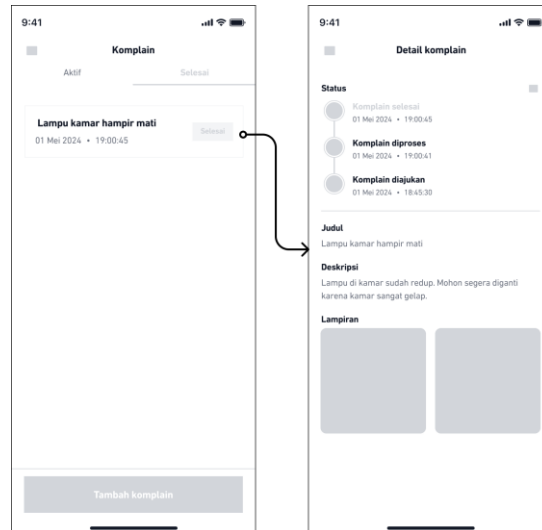 9:41
Komplain
Aktif
Selesai
Lampu kamar hampir mati
01 Mei 2024 • 19:00:45
Selesai
Tambah komplain
9:41
Detail komplain
Status
Komplain selesai
01 Mei 2024 • 19:00:45
Komplain diproses
01 Mei 2024 • 19:00:41
Komplain diajukan
01 Mei 2024 • 18:45:30
Judul
Lampu kamar hampir mati
Deskripsi
Lampu di kamar sudah redup. Mohon segera diganti
karena kamar sangat gelap.
Lampiran